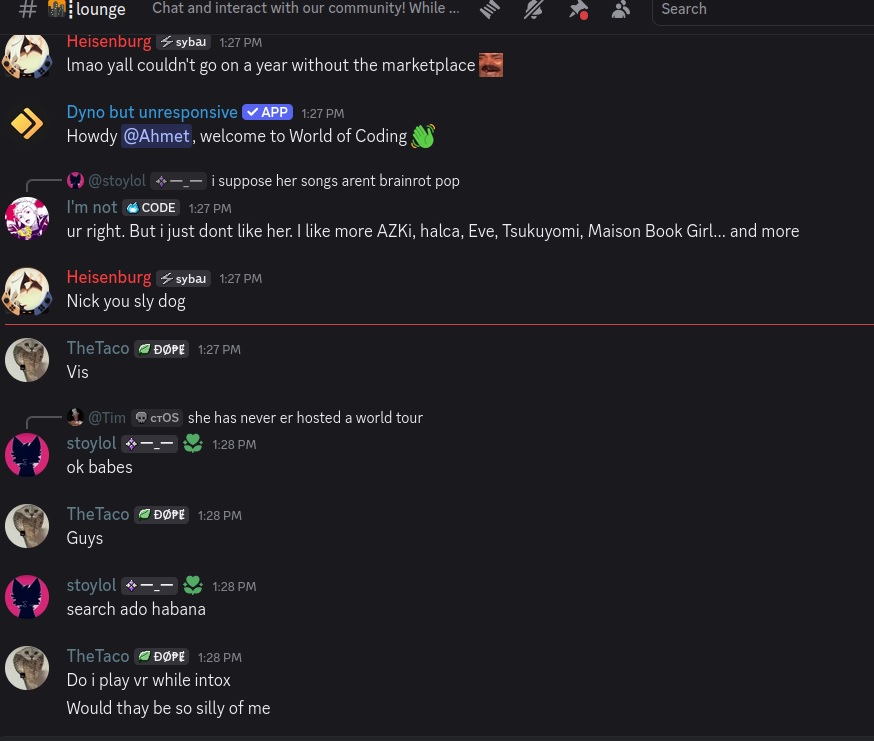 lounge
Chat and interact with our community! While ...
Search
Heisenburg sybau 1:27 PM
lmao yall couldn't go on a year without the marketplace
Dyno but unresponsive APP 1:27 PM
Howdy @Ahmet, welcome to World of Coding
@stoylol ⟡ —_— i suppose her songs arent brainrot pop
I'm not CODE 1:27 PM
ur right. But i just dont like her. I like more AZKi, halca, Eve, Tsukuyomi, Maison Book Girl... and more
Heisenburg sybau 1:27 PM
Nick you sly dog
TheTaco ĐØⱣɆ 1:27 PM
Vis
@Tim cтOS she has never er hosted a world tour
stoylol —_— 1:28 PM
ok babes
TheTaco ĐØⱣɆ 1:28 PM
Guys
stoylol —_— 1:28 PM
search ado habana
TheTaco ĐØⱣɆ 1:28 PM
Do i play vr while intox
Would thay be so silly of me